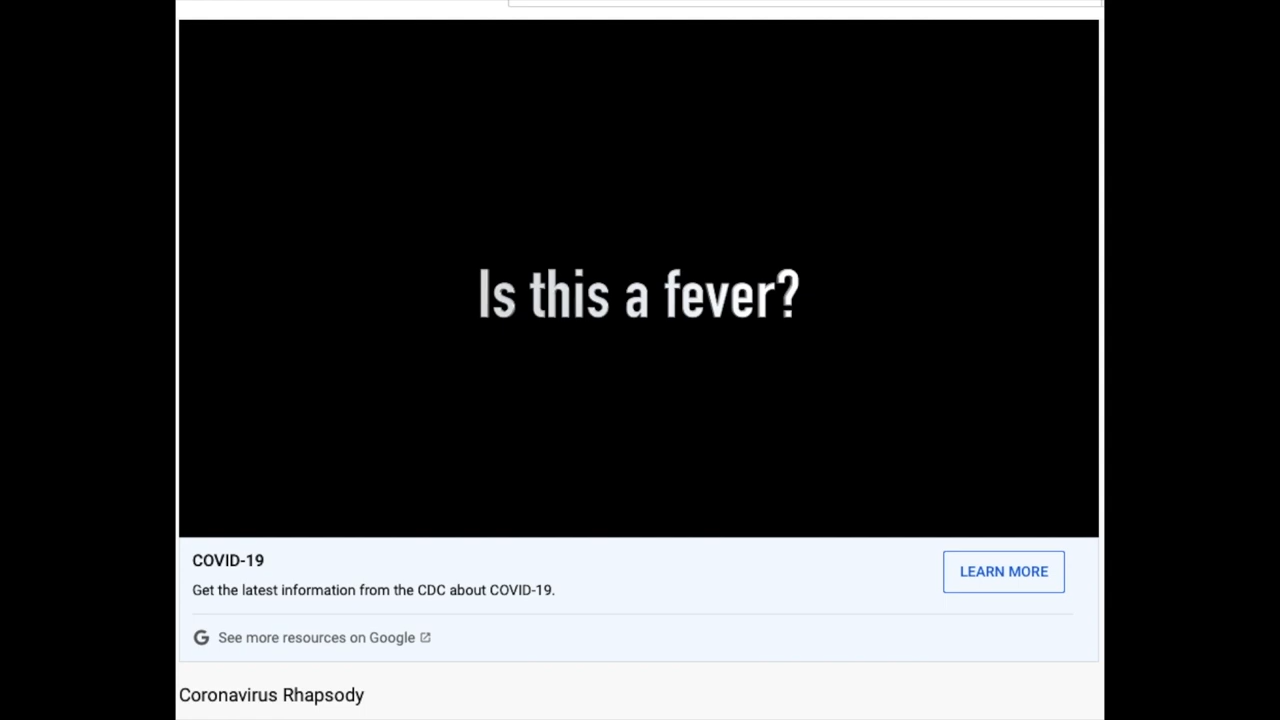 Is this a fever?
COVID-19
LEARN MORE
Get the latest information from the CDC about COVID-19.
See more resources on Google
Coronavirus Rhapsody